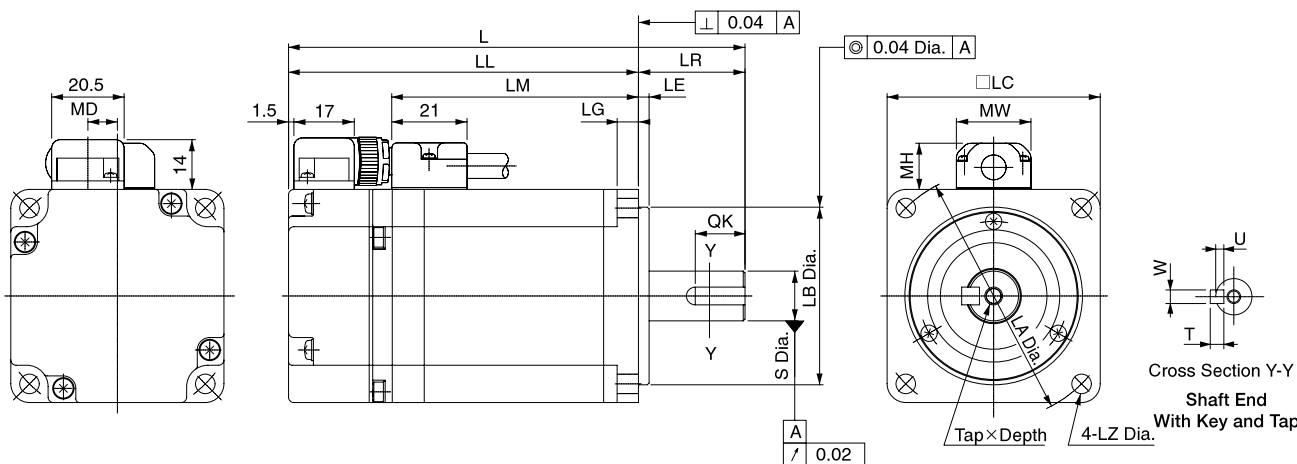 ⊥ 0.04 A
L
◎ 0.04 Dia. A
LL
LR
20.5
LM
LE
□LC
MD
1.5
17
21
LG
MW
14
MH
QK
Y
U
W
LB Dia.
LA Dia.
T
S Dia.
Y
Cross Section Y-Y
Shaft End
With Key and Tap
A
Tap×Depth
4-LZ Dia.
↗ 0.02